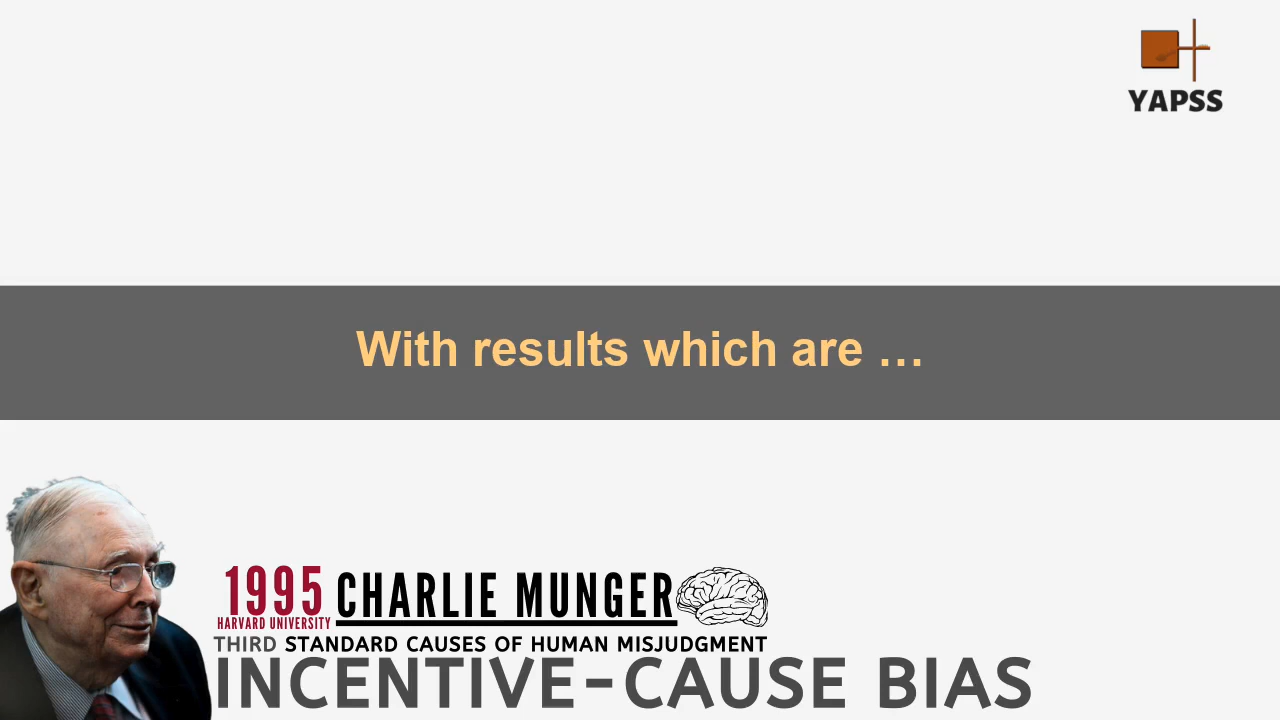 YAPSS
With results which are …
1995 CHARLIE MUNGER
HARVARD UNIVERSITY
THIRD STANDARD CAUSES OF HUMAN MISJUDGMENT
INCENTIVE-CAUSE BIAS